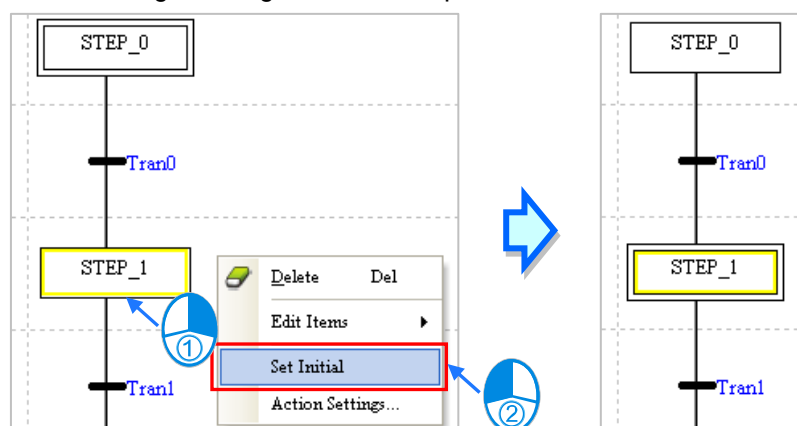 STEP_0
Tran0
STEP_1
Delete Del
Edit Items
Set Initial
Action Settings...
①
②
Tran1
STEP_0
Tran0
STEP_1
Tran1